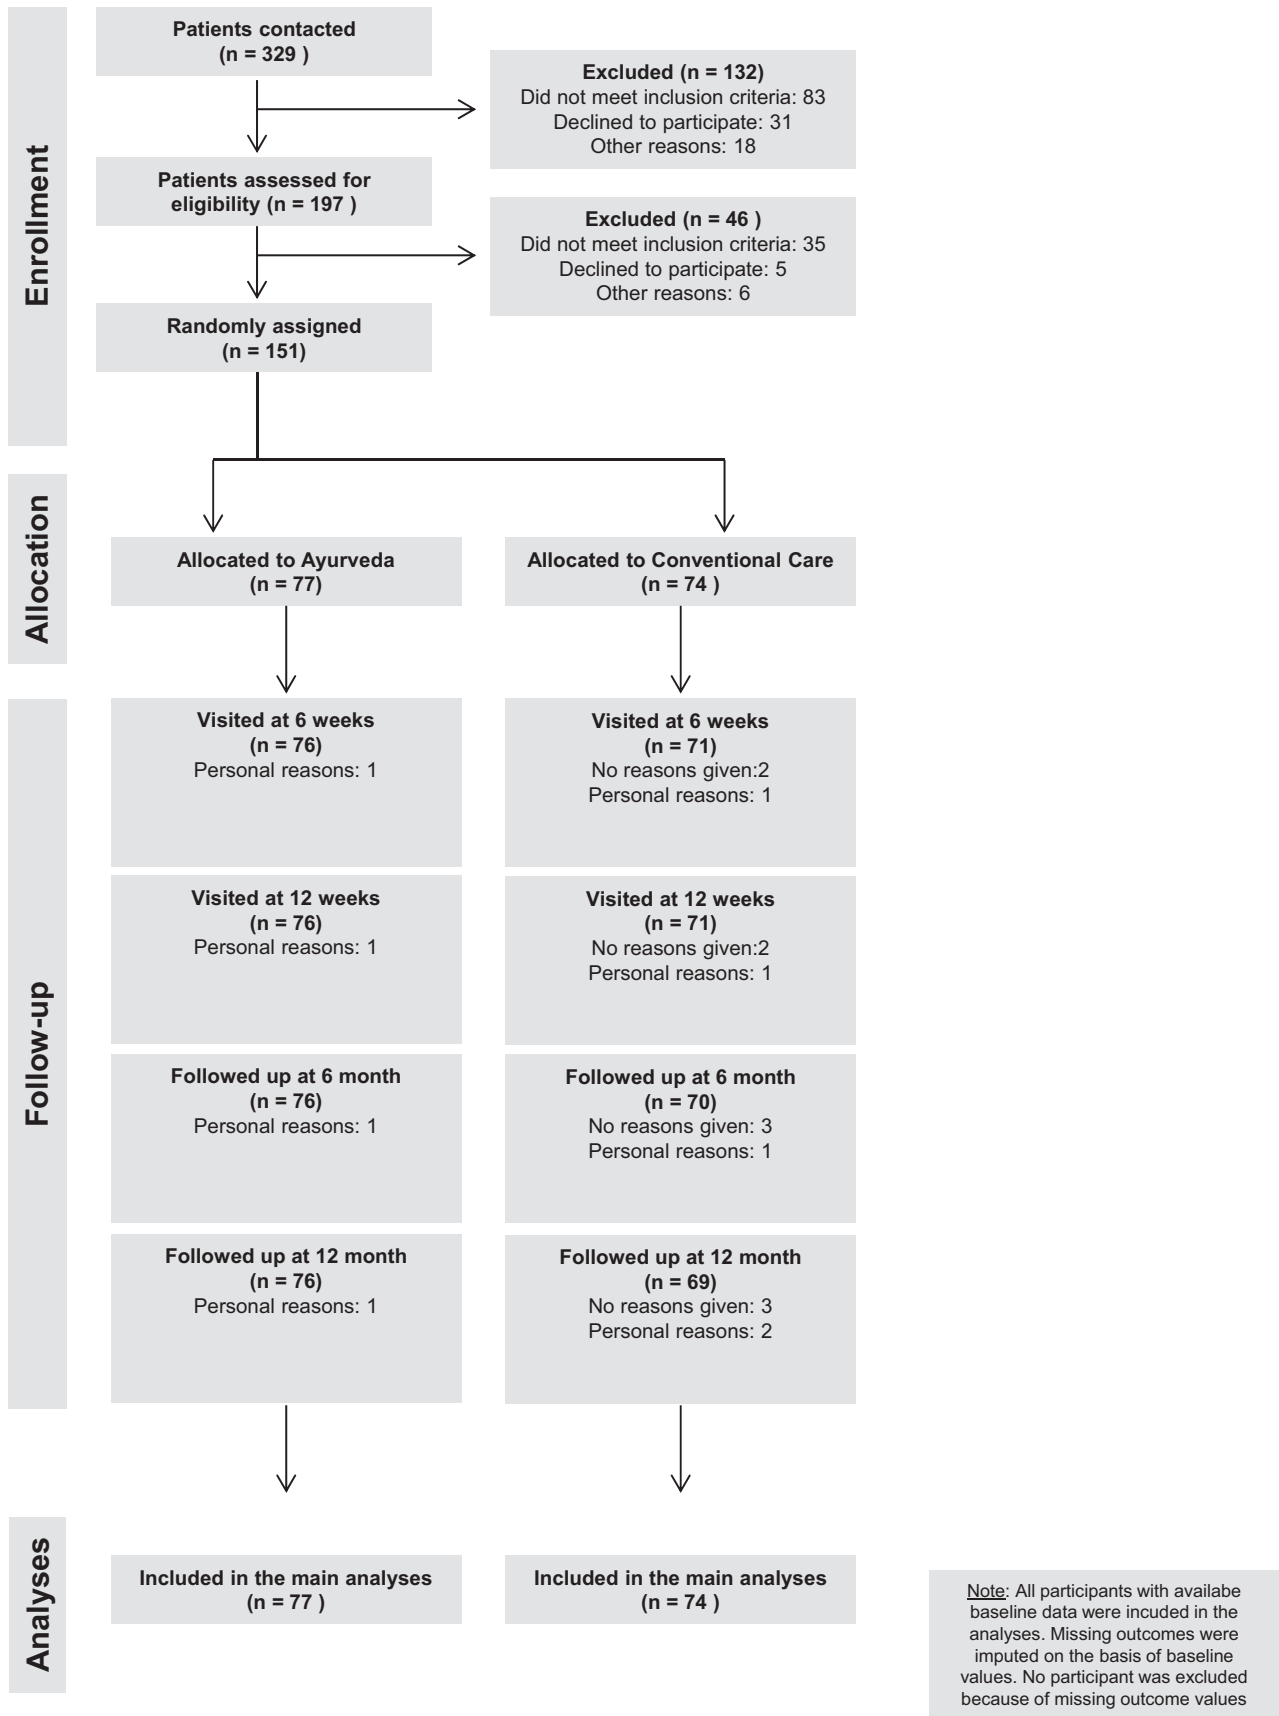 Enrollment
Patients contacted
(n = 329 )
Excluded (n = 132)
Did not meet inclusion criteria: 83
Declined to participate: 31
Other reasons: 18
Patients assessed for
eligibility (n = 197 )
Excluded (n = 46 )
Did not meet inclusion criteria: 35
Declined to participate: 5
Other reasons: 6
Randomly assigned
(n = 151)
Allocation
Allocated to Ayurveda
(n = 77)
Allocated to Conventional Care
(n = 74 )
Follow-up
Visited at 6 weeks
(n = 76)
Personal reasons: 1
Visited at 6 weeks
(n = 71)
No reasons given:2
Personal reasons: 1
Visited at 12 weeks
(n = 76)
Personal reasons: 1
Visited at 12 weeks
(n = 71)
No reasons given:2
Personal reasons: 1
Followed up at 6 month
(n = 76)
Personal reasons: 1
Followed up at 6 month
(n = 70)
No reasons given: 3
Personal reasons: 1
Followed up at 12 month
(n = 76)
Personal reasons: 1
Followed up at 12 month
(n = 69)
No reasons given: 3
Personal reasons: 2
Analyses
Included in the main analyses
(n = 77 )
Included in the main analyses
(n = 74 )
Note: All participants with availabe
baseline data were incuded in the
analyses. Missing outcomes were
imputed on the basis of baseline
values. No participant was excluded
because of missing outcome values